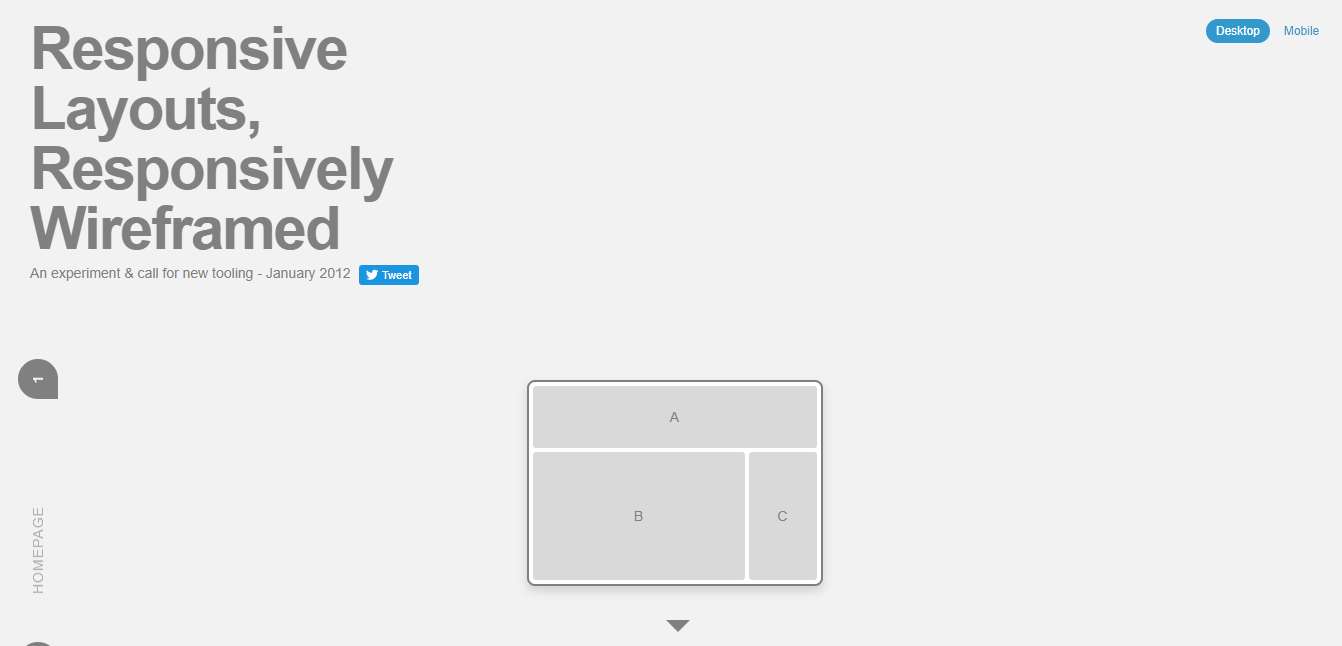 Responsive
Layouts,
Responsively
Wireframed
An experiment & call for new tooling - January 2012
Tweet
Desktop
Mobile
1
HOMEPAGE
A
B
C